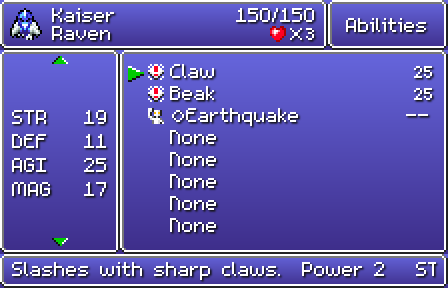 Kaiser 150/150
Raven ×3
Abilities
STR 19
DEF 11
AGI 25
MAG 17
Claw 25
Beak 25
◇Earthquake --
None
None
None
None
None
Slashes with sharp claws. Power 2 ST